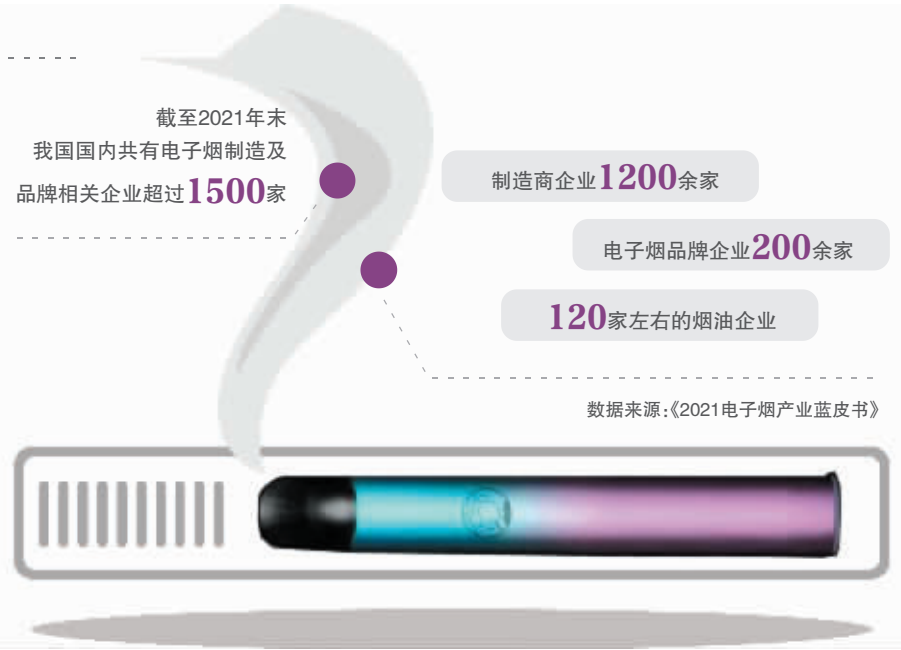 截至2021年末
我国国内共有电子烟制造及
品牌相关企业超过1500家
制造商企业1200余家
电子烟品牌企业200余家
120家左右的烟油企业
数据来源:《2021电子烟产业蓝皮书》